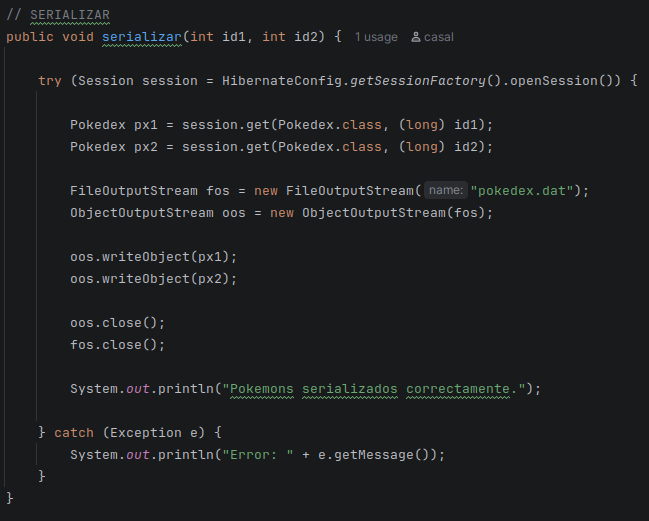 // SERIALIZAR
public void serializar(int id1, int id2) { 1 usage casal
try (Session session = HibernateConfig.getSessionFactory().openSession()) {
Pokedex px1 = session.get(Pokedex.class, (long) id1);
Pokedex px2 = session.get(Pokedex.class, (long) id2);
FileOutputStream fos = new FileOutputStream( name: "pokedex.dat");
ObjectOutputStream oos = new ObjectOutputStream(fos);
oos.writeObject(px1);
oos.writeObject(px2);
oos.close();
fos.close();
System.out.println("Pokemons serializados correctamente.");
} catch (Exception e) {
System.out.println("Error: " + e.getMessage());
}
}